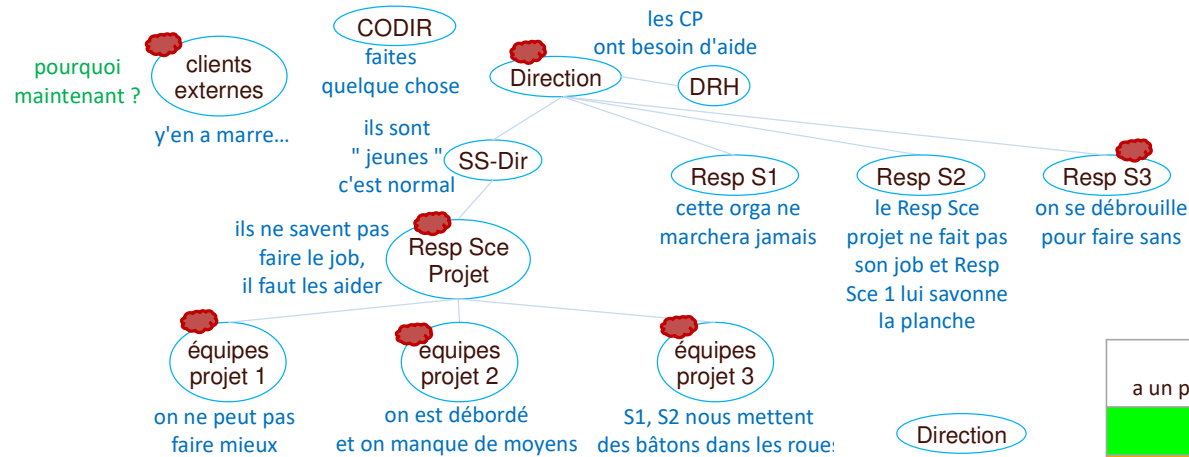 pourquoi
maintenant ?
clients
externes
y'en a marre...
CODIR
faites
quelque chose
les CP
ont besoin d'aide
Direction
DRH
ils sont
" jeunes "
c'est normal
SS-Dir
Resp S1
cette orga ne
marchera jamais
Resp S2
le Resp Sce
projet ne fait pas
son job et Resp
Sce 1 lui savonne
la planche
Resp S3
on se débrouille
pour faire sans
ils ne savent pas
faire le job,
il faut les aider
Resp Sce
Projet
équipes
projet 1
on ne peut pas
faire mieux
équipes
projet 2
on est débordé
et on manque de moyens
équipes
projet 3
S1, S2 nous mettent
des bâtons dans les roues
Direction
a un p